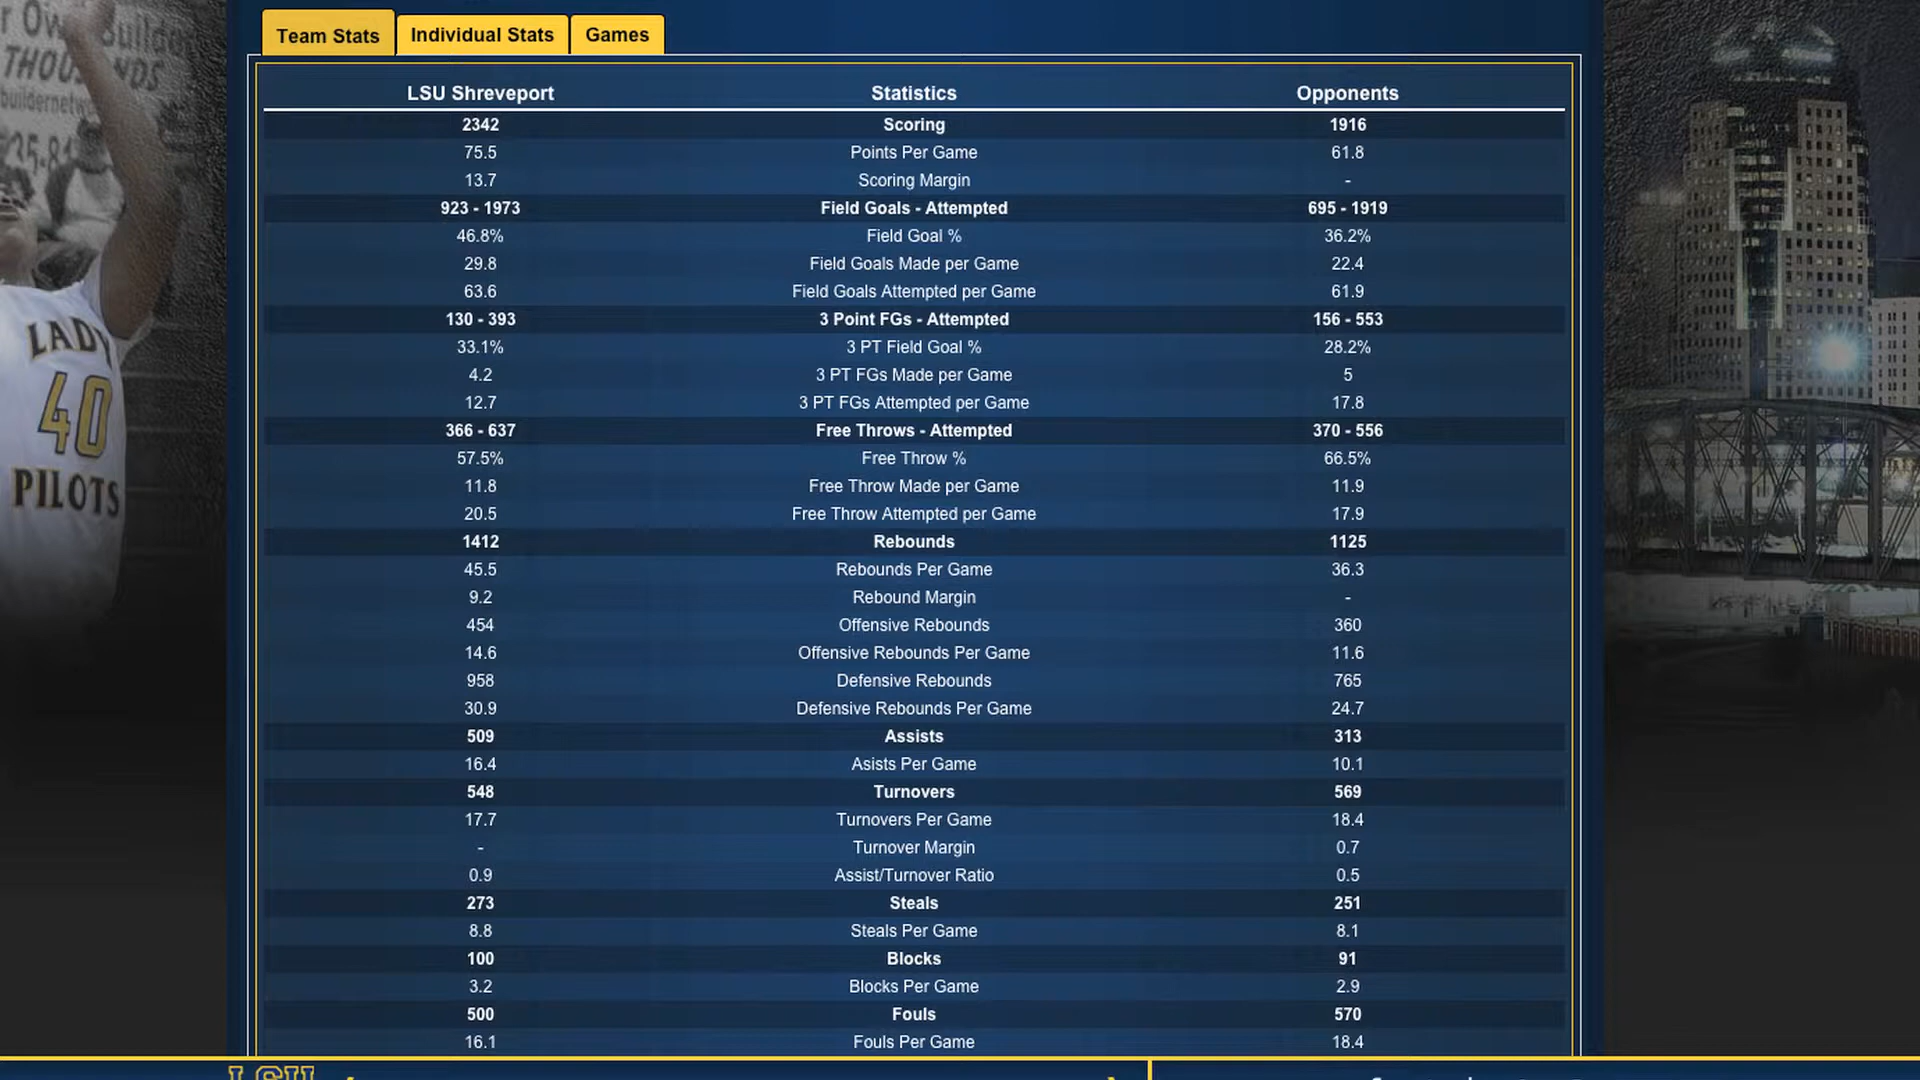 r Own Builder
THOUSANDS
buildernetw
35-8
Team Stats
Individual Stats
Games
LSU Shreveport Statistics Opponents
2342 Scoring 1916
75.5 Points Per Game 61.8
13.7 Scoring Margin -
923 - 1973 Field Goals - Attempted 695 - 1919
46.8% Field Goal % 36.2%
29.8 Field Goals Made per Game 22.4
63.6 Field Goals Attempted per Game 61.9
130 - 393 3 Point FGs - Attempted 156 - 553
33.1% 3 PT Field Goal % 28.2%
4.2 3 PT FGs Made per Game 5
12.7 3 PT FGs Attempted per Game 17.8
366 - 637 Free Throws - Attempted 370 - 556
57.5% Free Throw % 66.5%
11.8 Free Throw Made per Game 11.9
20.5 Free Throw Attempted per Game 17.9
1412 Rebounds 1125
45.5 Rebounds Per Game 36.3
9.2 Rebound Margin -
454 Offensive Rebounds 360
14.6 Offensive Rebounds Per Game 11.6
958 Defensive Rebounds 765
30.9 Defensive Rebounds Per Game 24.7
509 Assists 313
16.4 Asists Per Game 10.1
548 Turnovers 569
17.7 Turnovers Per Game 18.4
- Turnover Margin 0.7
0.9 Assist/Turnover Ratio 0.5
273 Steals 251
8.8 Steals Per Game 8.1
100 Blocks 91
3.2 Blocks Per Game 2.9
500 Fouls 570
16.1 Fouls Per Game 18.4
LADY
40
PILOTS
LSU